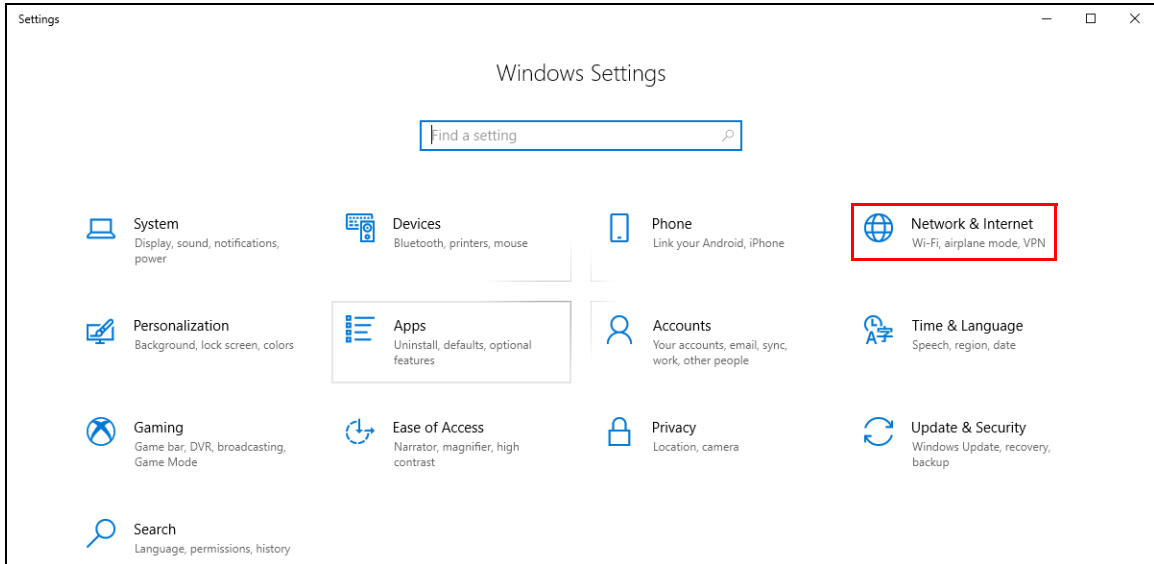 Settings
Windows Settings
Find a setting
System
Display, sound, notifications,
power
Devices
Bluetooth, printers, mouse
Phone
Link your Android, iPhone
Network & Internet
Wi-Fi, airplane mode, VPN
Personalization
Background, lock screen, colors
Apps
Uninstall, defaults, optional
features
Accounts
Your accounts, email, sync,
work, other people
Time & Language
Speech, region, date
Gaming
Game bar, DVR, broadcasting,
Game Mode
Ease of Access
Narrator, magnifier, high
contrast
Privacy
Location, camera
Update & Security
Windows Update, recovery,
backup
Search
Language, permissions, history